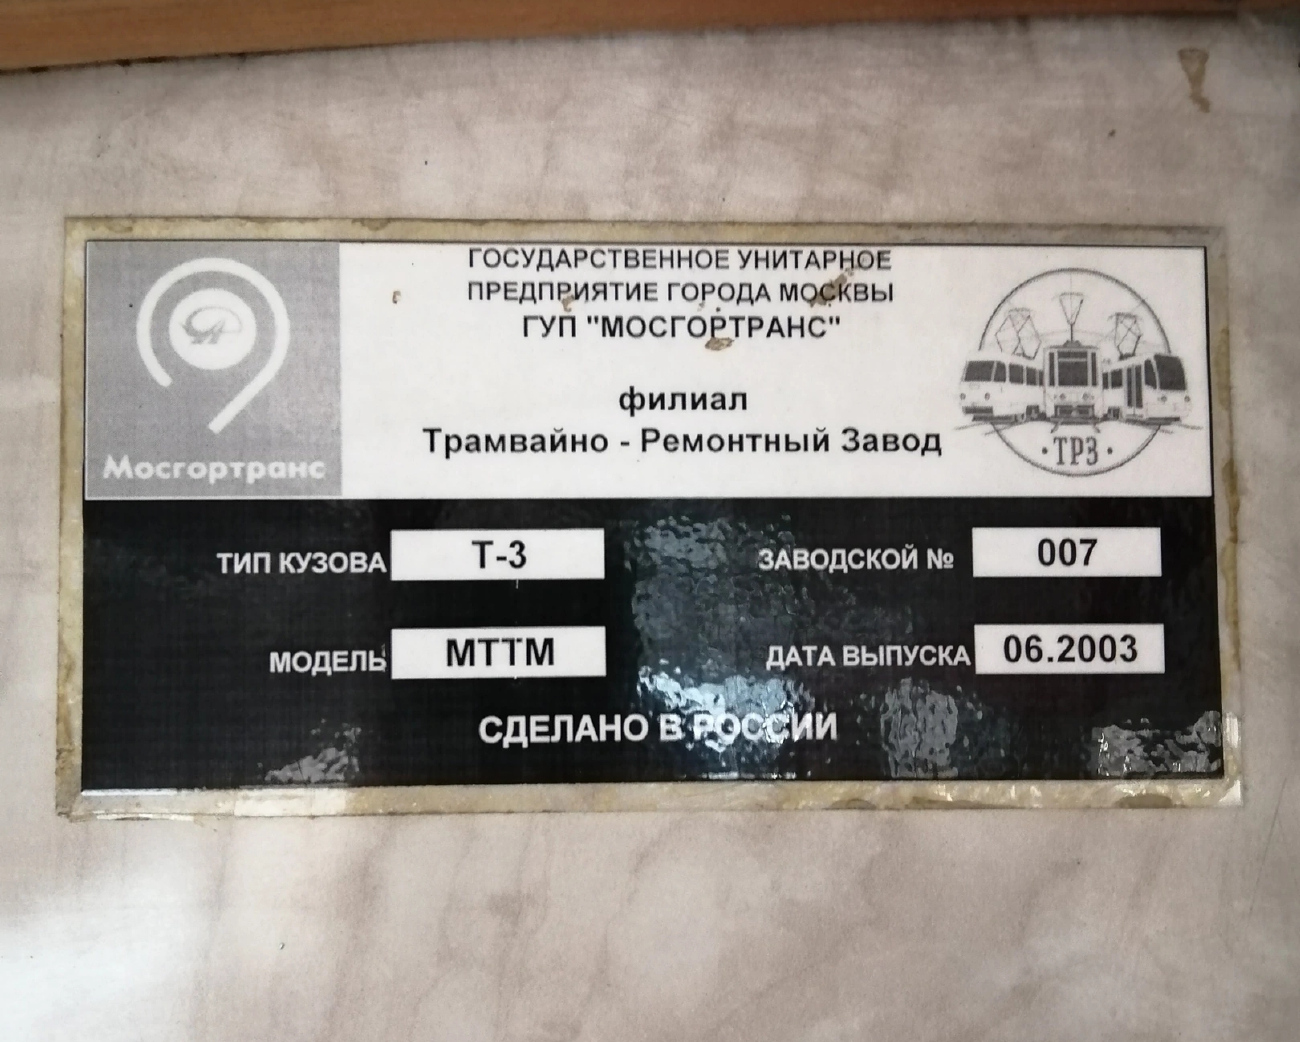 ГОСУДАРСТВЕННОЕ УНИТАРНОЕ
ПРЕДПРИЯТИЕ ГОРОДА МОСКВЫ
ГУП "МОСГОРТРАНС"
филиал
Трамвайно - Ремонтный Завод
Мосгортранс
·ТРЗ·
ТИП КУЗОВА Т-3 ЗАВОДСКОЙ № 007
МОДЕЛЬ МТТМ ДАТА ВЫПУСКА 06.2003
СДЕЛАНО В РОССИИ